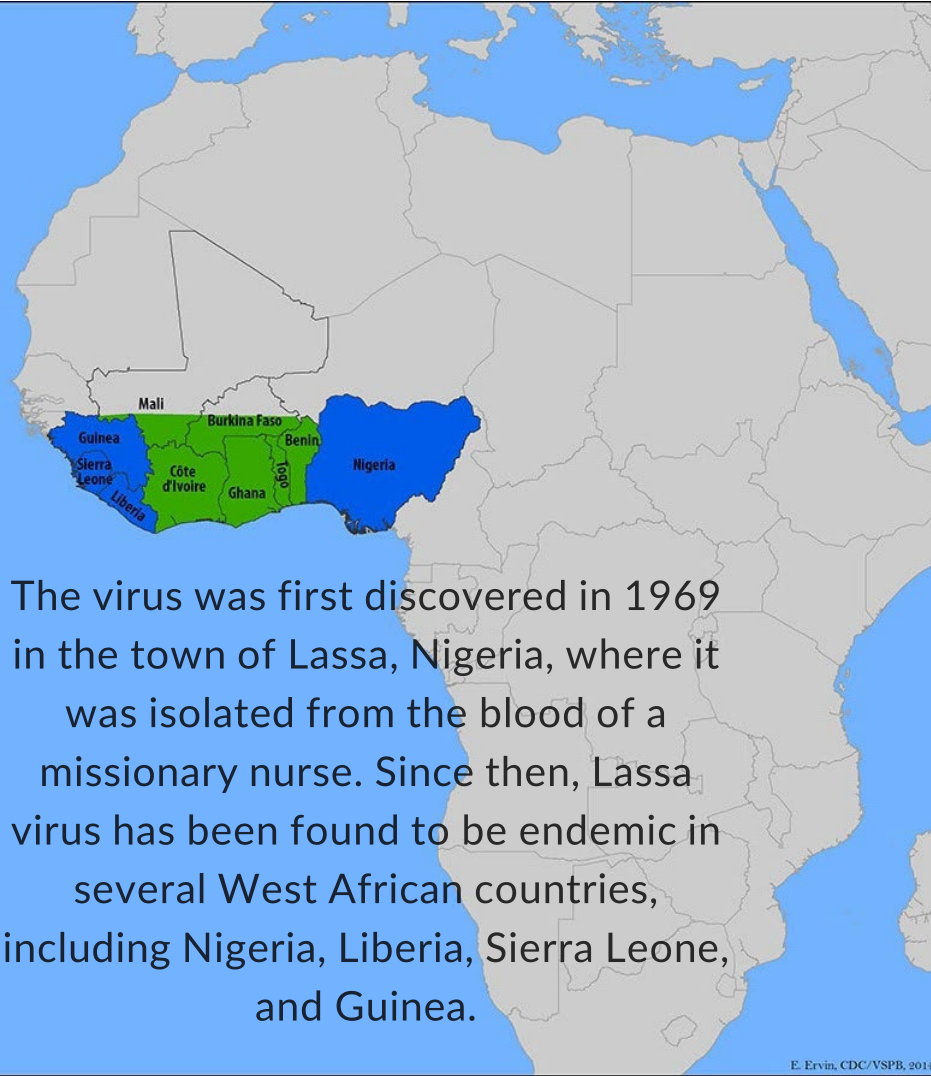 Mali
Burkina Faso
Guinea
Benin
Sierra
Leone
Côte
d'Ivoire
Togo
Nigeria
Ghana
Liberia
The virus was first discovered in 1969
in the town of Lassa, Nigeria, where it
was isolated from the blood of a
missionary nurse. Since then, Lassa
virus has been found to be endemic in
several West African countries,
including Nigeria, Liberia, Sierra Leone,
and Guinea.
E. Ervin, CDC/VSPB, 2014